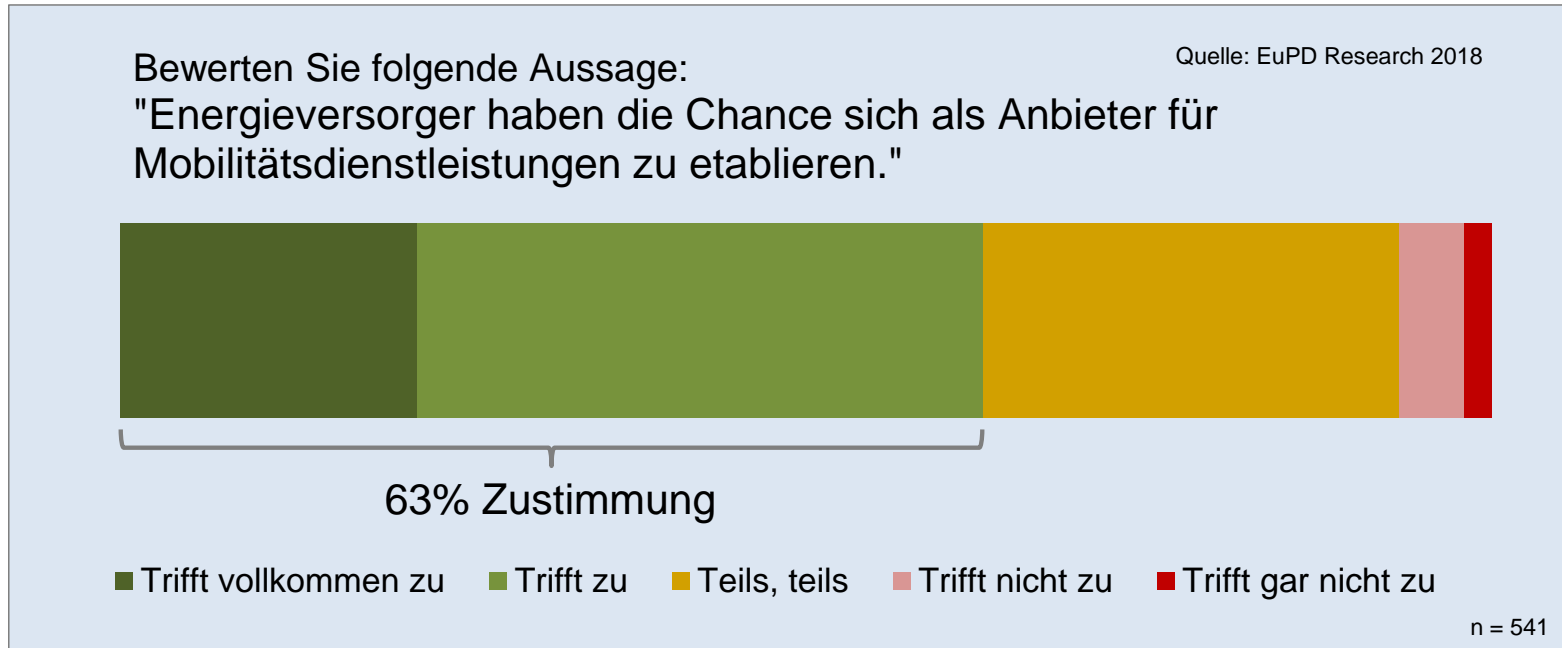 Bewerten Sie folgende Aussage:
Quelle: EuPD Research 2018
"Energieversorger haben die Chance sich als Anbieter für
Mobilitätsdienstleistungen zu etablieren."
63% Zustimmung
Trifft vollkommen zu
Trifft zu
Teils, teils
Trifft nicht zu
Trifft gar nicht zu
n = 541